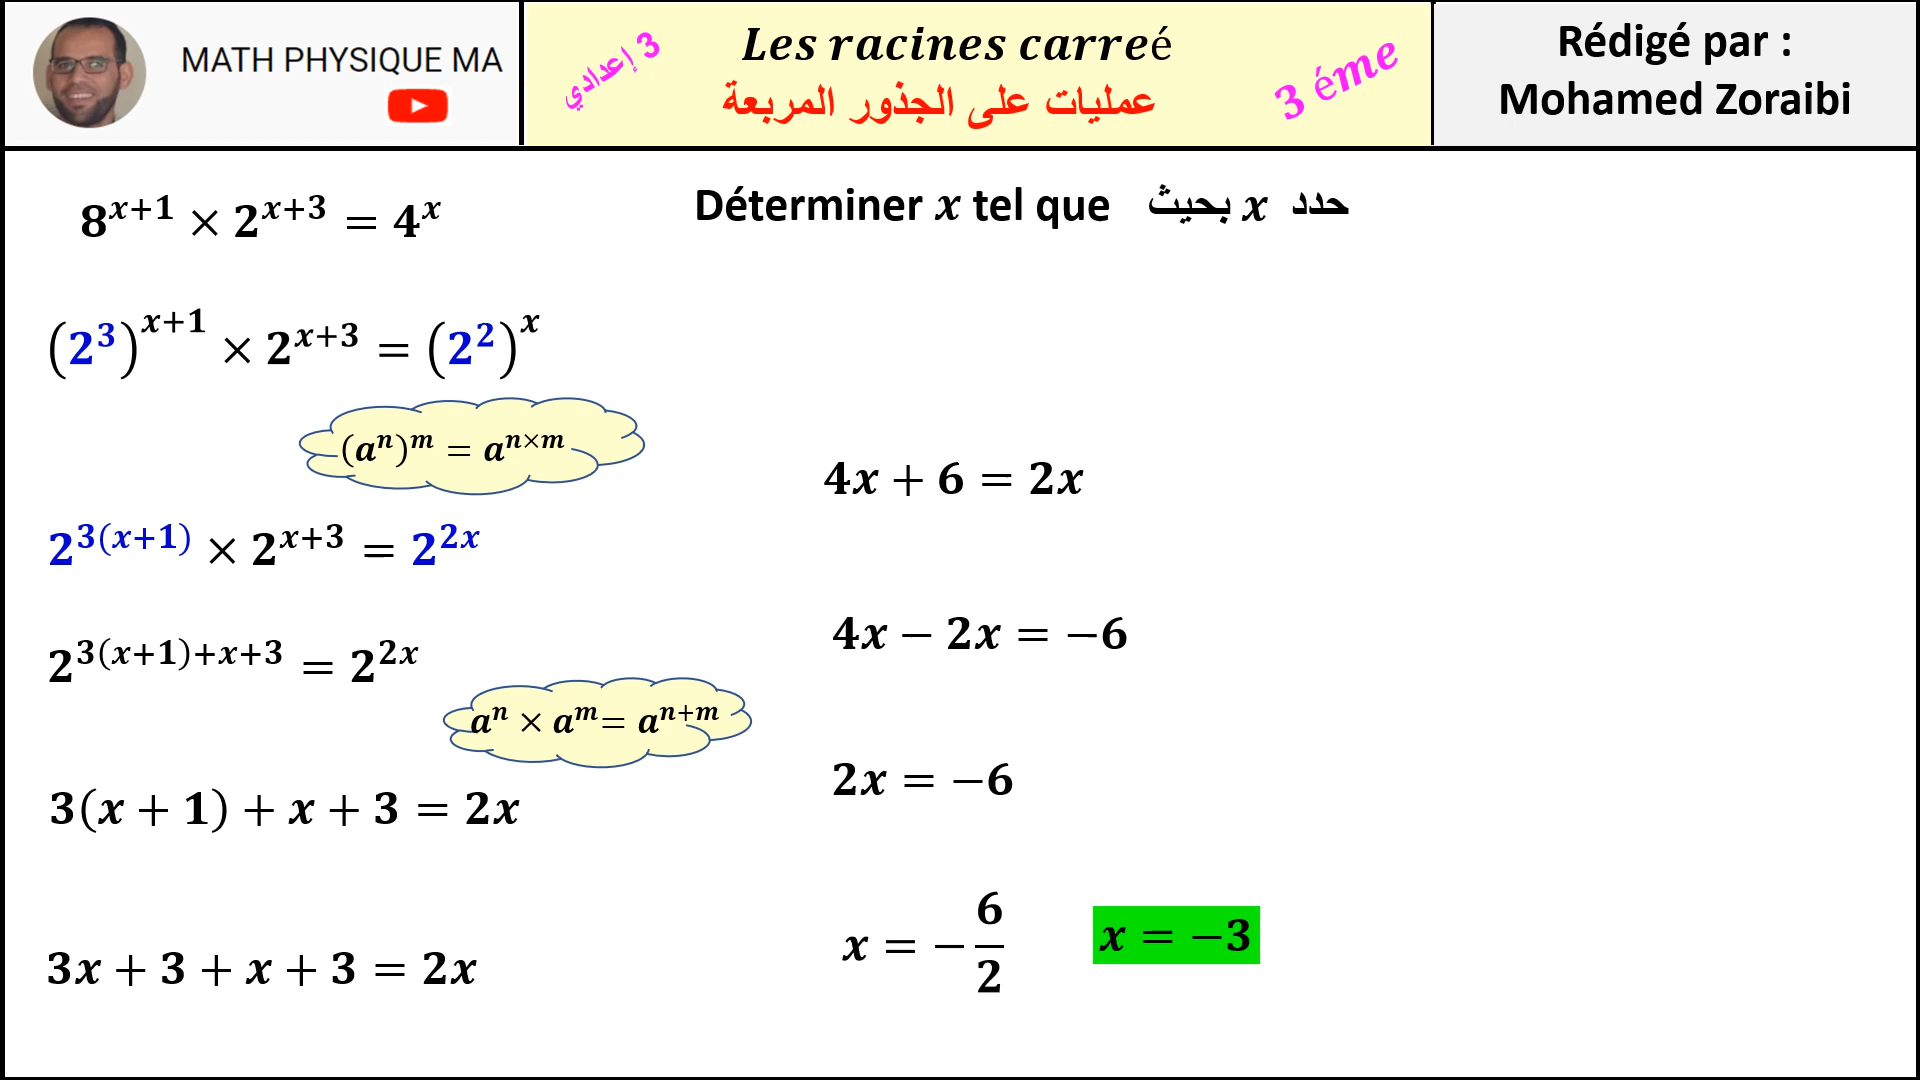 MATH PHYSIQUE MA
3 إعدادي
Les racines carreé
عمليات على الجذور المربعة
3 éme
Rédigé par :
Mohamed Zoraibi
8^{x+1} × 2^{x+3} = 4^x
Déterminer x tel que حدد x بحيث
(2^3)^{x+1} × 2^{x+3} = (2^2)^x
(a^n)^m = a^{n×m}
2^{3(x+1)} × 2^{x+3} = 2^{2x}
2^{3(x+1)+x+3} = 2^{2x}
a^n × a^m= a^{n+m}
3(x + 1) + x + 3 = 2x
3x + 3 + x + 3 = 2x
4x + 6 = 2x
4x − 2x = −6
2x = −6
x = −\frac{6}{2}
x = −3